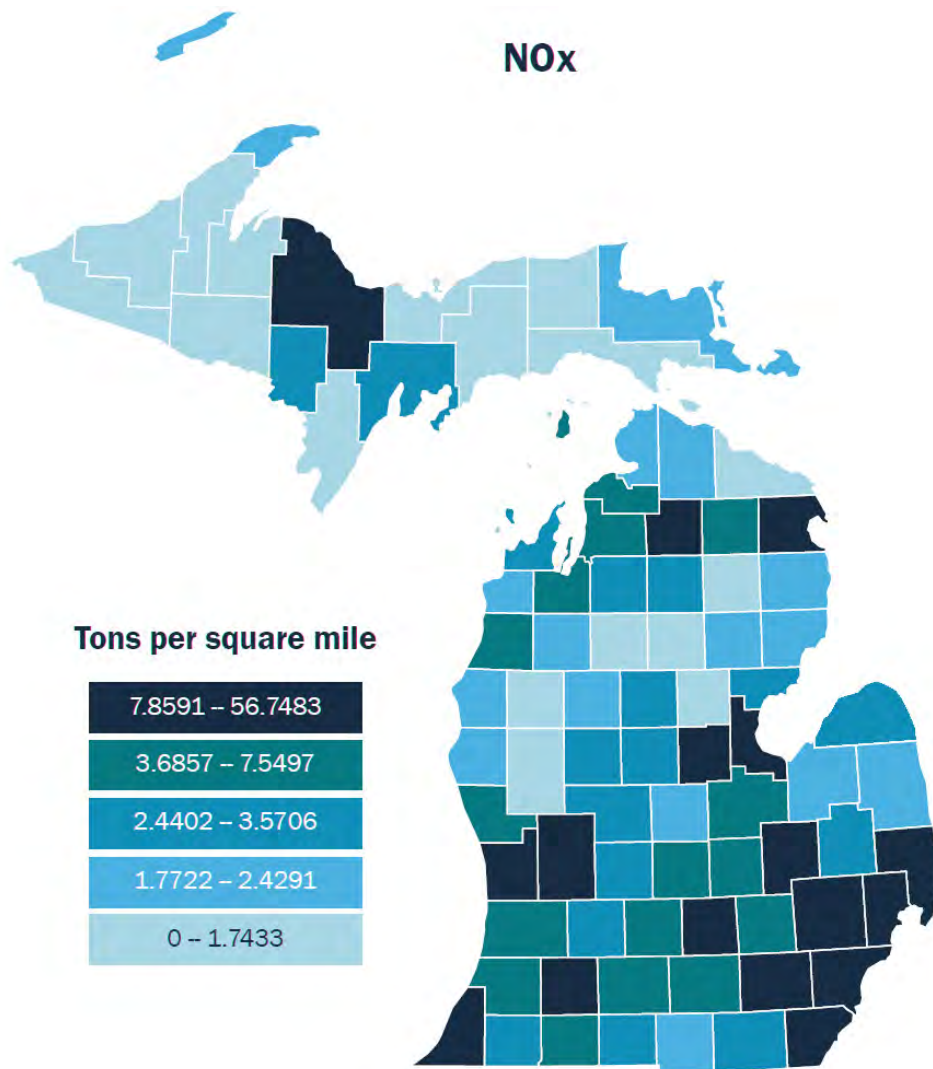 NOx
Tons per square mile
7.8591 -- 56.7483
3.6857 -- 7.5497
2.4402 -- 3.5706
1.7722 -- 2.4291
0 -- 1.7433